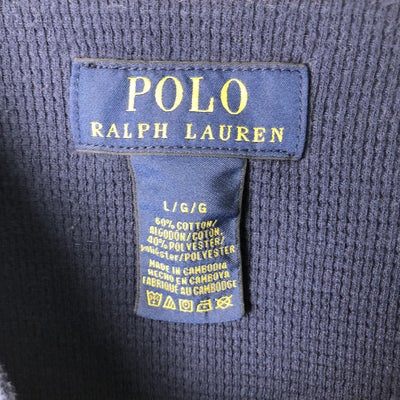 POLO
RALPH LAUREN
L/G/G
60% COTTON/
ALGODON/COTON,
40% POLYESTER/
poliéster/POLYESTER
MADE IN CAMBODIA
HECHO EN CAMBOYA
FABRIQUÉ AU CAMBODGE